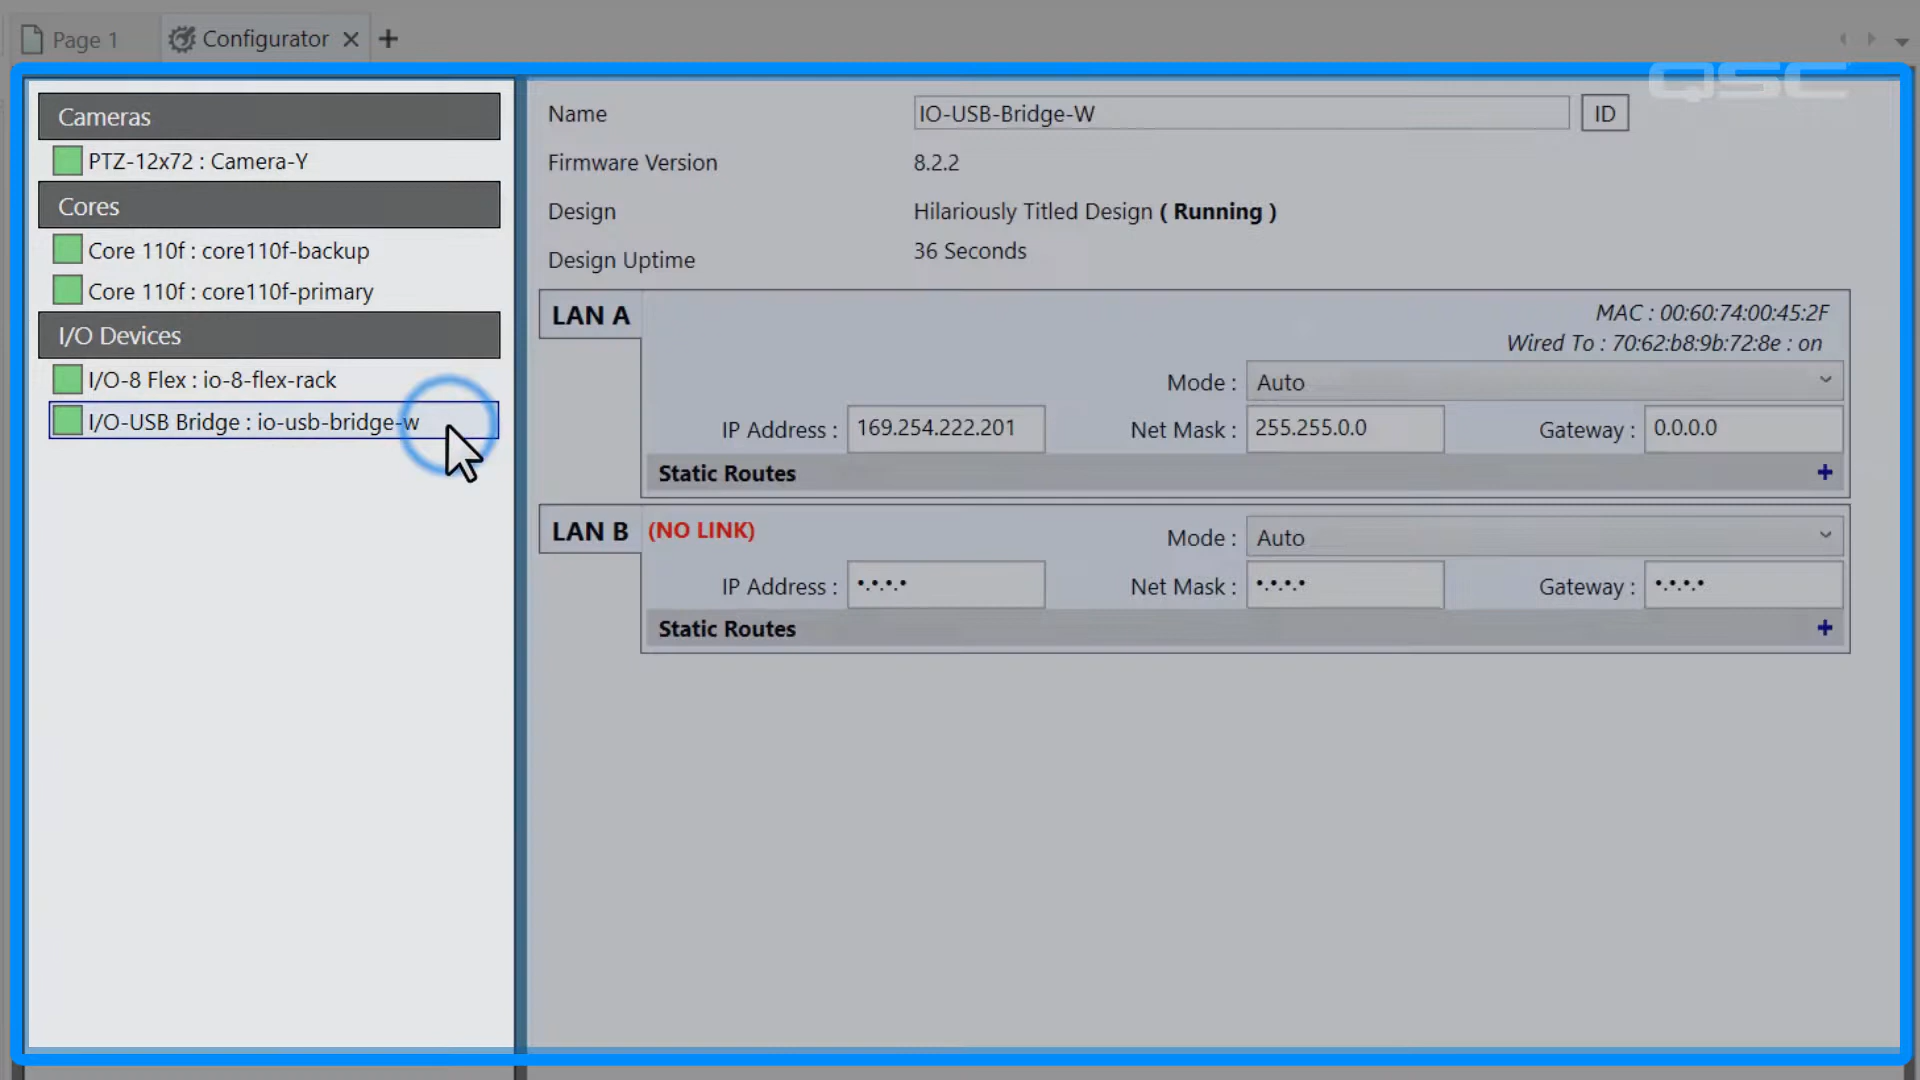 Page 1
Configurator
QSC
Cameras
PTZ-12x72 : Camera-Y
Cores
Core 110f : core110f-backup
Core 110f : core110f-primary
I/O Devices
I/O-8 Flex : io-8-flex-rack
I/O-USB Bridge : io-usb-bridge-w
Name IO-USB-Bridge-W ID
Firmware Version 8.2.2
Design Hilariously Titled Design ( Running )
Design Uptime 36 Seconds
LAN A
MAC : 00:60:74:00:45:2F
Wired To : 70:62:b8:9b:72:8e : on
Mode : Auto
IP Address : 169.254.222.201 Net Mask : 255.255.0.0 Gateway : 0.0.0.0
Static Routes +
LAN B (NO LINK) Mode : Auto
IP Address : •.•.•.• Net Mask : •.•.•.• Gateway : •.•.•.•
Static Routes +